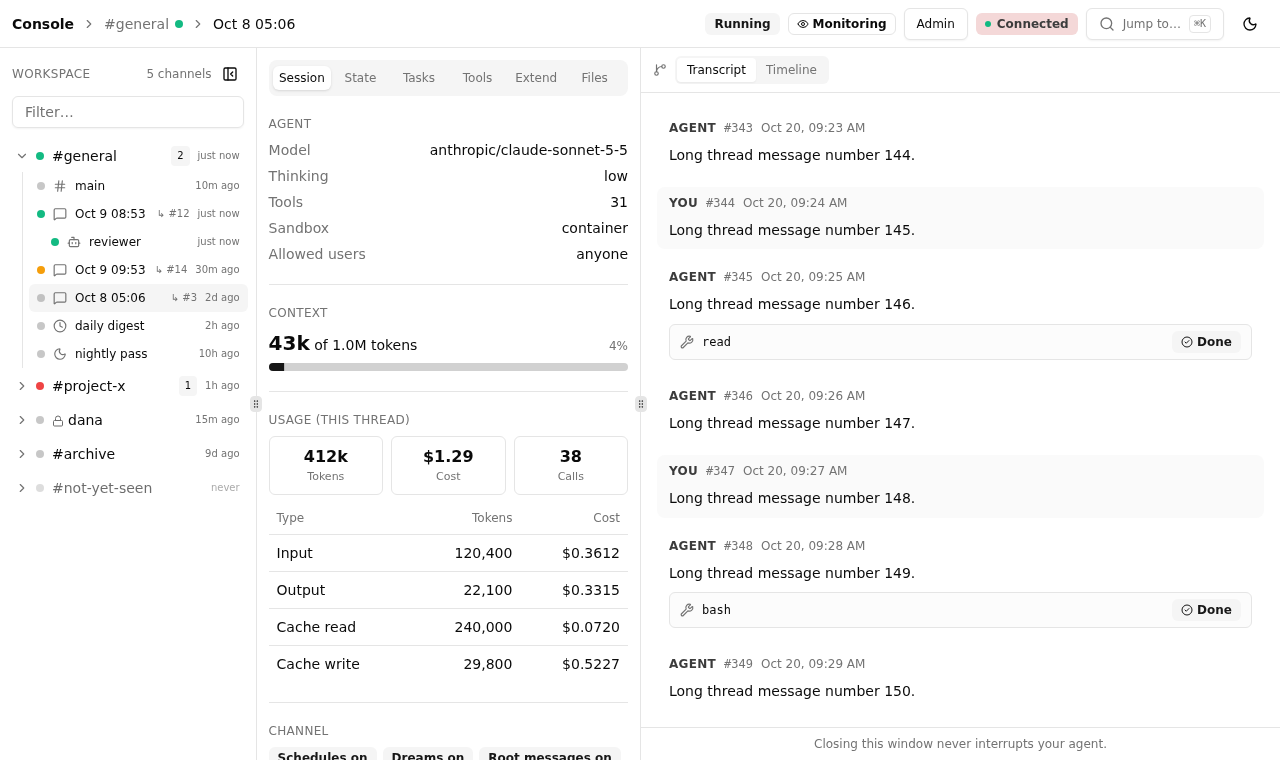 Console > #general > Oct 8 05:06
Running
Monitoring
Admin
Connected
Jump to… ⌘K
WORKSPACE 5 channels
Filter…
#general 2 just now
main 10m ago
Oct 9 08:53 ↳ #12 just now
reviewer just now
Oct 9 09:53 ↳ #14 30m ago
Oct 8 05:06 ↳ #3 2d ago
daily digest 2h ago
nightly pass 10h ago
#project-x 1 1h ago
dana 15m ago
#archive 9d ago
#not-yet-seen never
Session State Tasks Tools Extend Files
AGENT
Model anthropic/claude-sonnet-5-5
Thinking low
Tools 31
Sandbox container
Allowed users anyone
CONTEXT
43k of 1.0M tokens 4%
USAGE (THIS THREAD)
412k $1.29 38
Tokens Cost Calls
Type Tokens Cost
Input 120,400 $0.3612
Output 22,100 $0.3315
Cache read 240,000 $0.0720
Cache write 29,800 $0.5227
CHANNEL
Schedules on Dreams on Root messages on
Transcript Timeline
AGENT #343 Oct 20, 09:23 AM
Long thread message number 144.
YOU #344 Oct 20, 09:24 AM
Long thread message number 145.
AGENT #345 Oct 20, 09:25 AM
Long thread message number 146.
read Done
AGENT #346 Oct 20, 09:26 AM
Long thread message number 147.
YOU #347 Oct 20, 09:27 AM
Long thread message number 148.
AGENT #348 Oct 20, 09:28 AM
Long thread message number 149.
bash Done
AGENT #349 Oct 20, 09:29 AM
Long thread message number 150.
Closing this window never interrupts your agent.